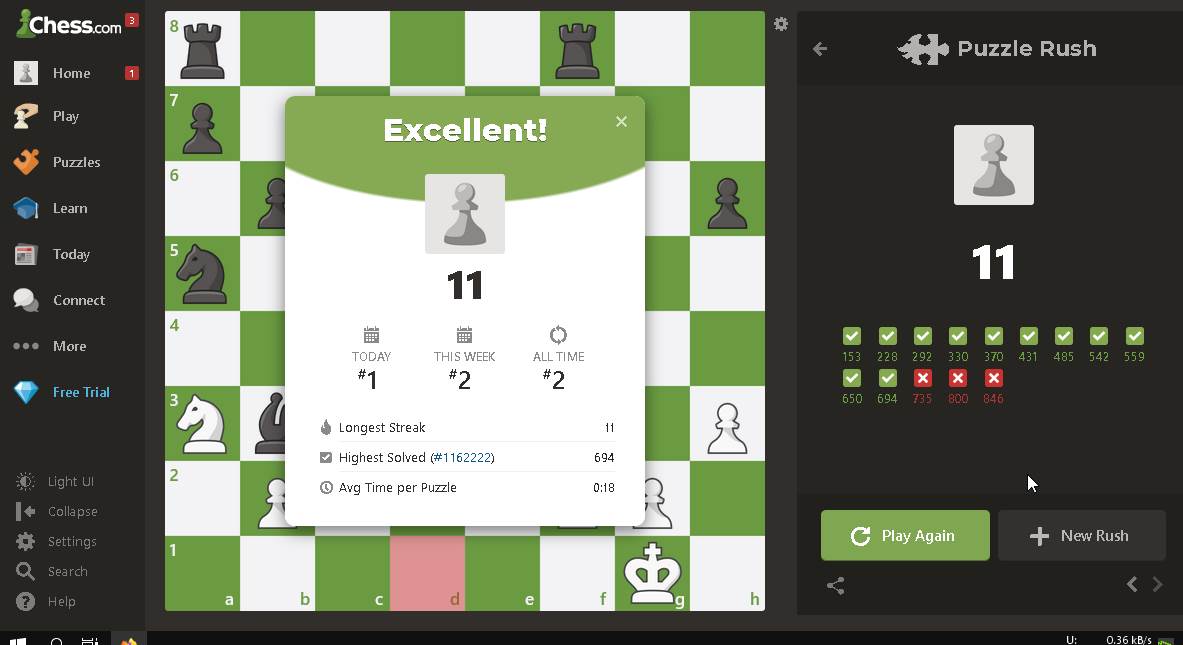 Chess.com 3
Home 1
Play
Puzzles
Learn
Today
Connect
More
Free Trial
Light UI
Collapse
Settings
Search
Help
8
7
6
5
4
3
2
1
a b c d e f g h
Excellent!
11
TODAY THIS WEEK ALL TIME
#1 #2 #2
Longest Streak 11
Highest Solved (#1162222) 694
Avg Time per Puzzle 0:18
Puzzle Rush
11
153 228 292 330 370 431 485 542 559
650 694 735 800 846
Play Again New Rush
U: 0.36 kB/s